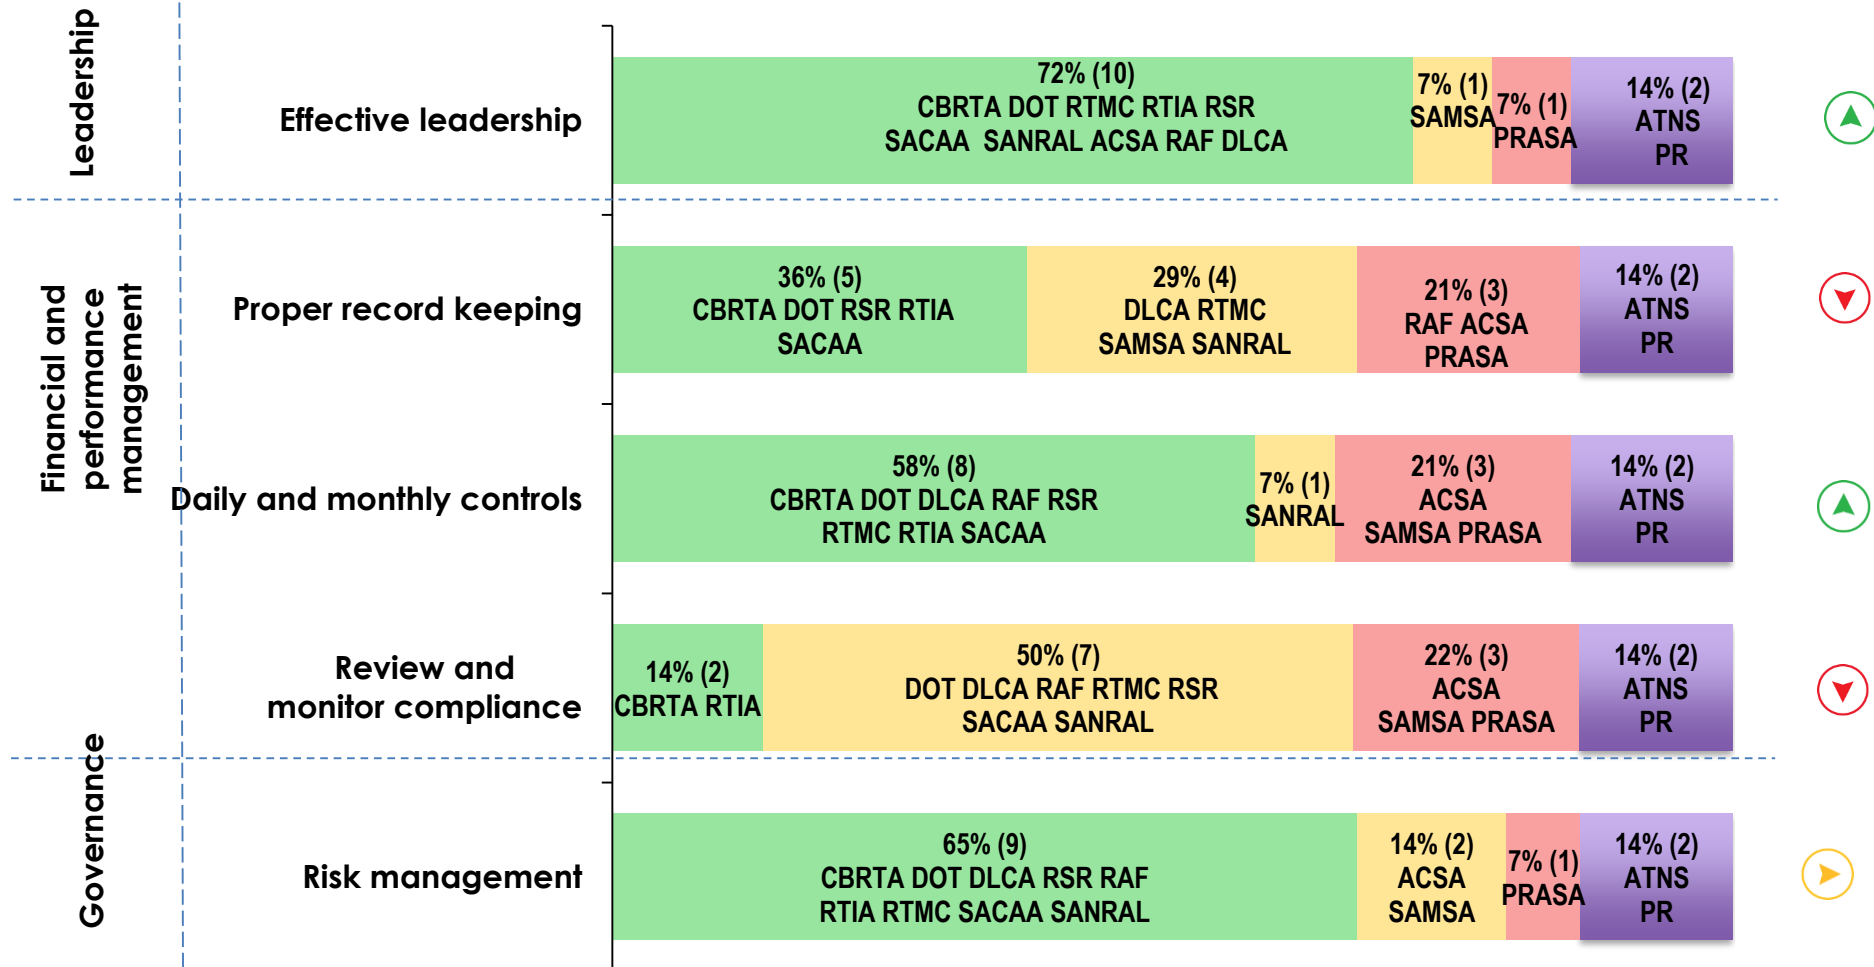 Leadership
Effective leadership
72% (10)
CBRTA DOT RTMC RTIA RSR
SACAA SANRAL ACSA RAF DLCA
7% (1)
SAMSA
7% (1)
PRASA
14% (2)
ATNS
PR
Financial and
performance
management
Proper record keeping
36% (5)
CBRTA DOT RSR RTIA
SACAA
29% (4)
DLCA RTMC
SAMSA SANRAL
21% (3)
RAF ACSA
PRASA
14% (2)
ATNS
PR
Daily and monthly controls
58% (8)
CBRTA DOT DLCA RAF RSR
RTMC RTIA SACAA
7% (1)
SANRAL
21% (3)
ACSA
SAMSA PRASA
14% (2)
ATNS
PR
Review and
monitor compliance
14% (2)
CBRTA RTIA
50% (7)
DOT DLCA RAF RTMC RSR
SACAA SANRAL
22% (3)
ACSA
SAMSA PRASA
14% (2)
ATNS
PR
Governance
Risk management
65% (9)
CBRTA DOT DLCA RSR RAF
RTIA RTMC SACAA SANRAL
14% (2)
ACSA
SAMSA
7% (1)
PRASA
14% (2)
ATNS
PR